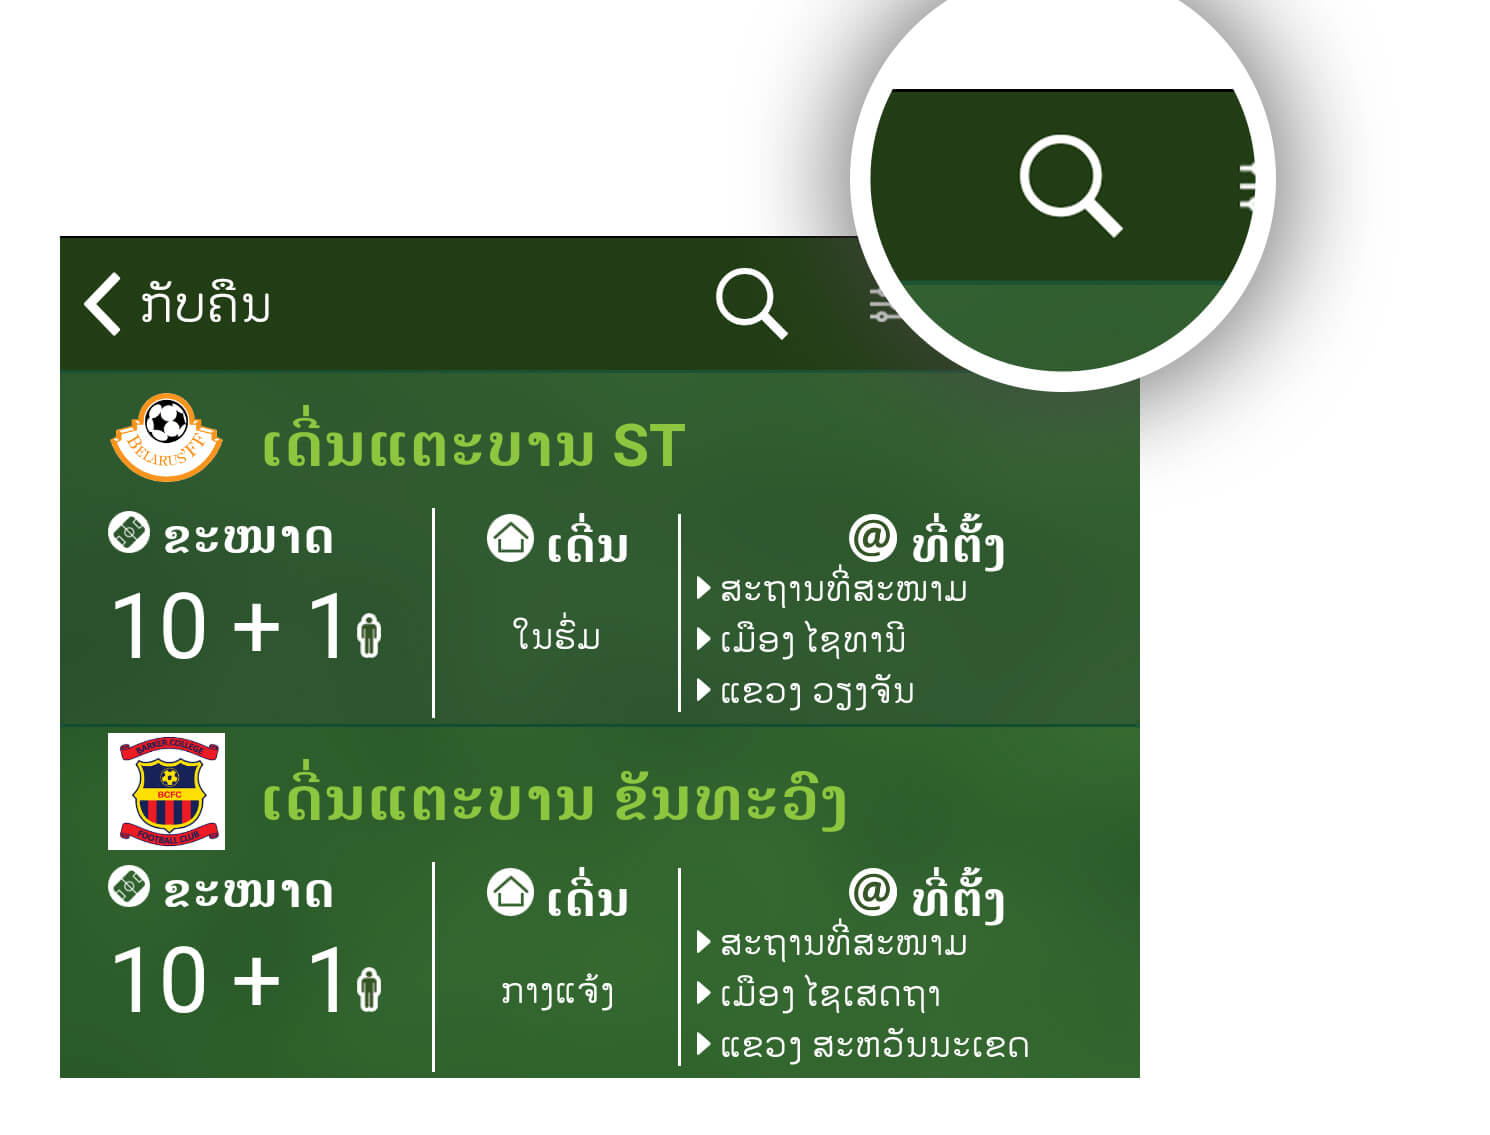 ກັບຄືນ
BELARUS' FF
ເດີ່ນແຕະບານ ST
ຂະໜາດ
10 + 1
ເດີ່ນ
ໃນຮົ່ມ
@ ທີ່ຕັ້ງ
ສະຖານທີ່ສະໜາມ
ເມືອງ ໄຊທານີ
ແຂວງ ວຽງຈັນ
BARKER COLLEGE
BCFC
FOOTBALL CLUB
ເດີ່ນແຕະບານ ຂັນທະວົງ
ຂະໜາດ
10 + 1
ເດີ່ນ
ກາງແຈ້ງ
@ ທີ່ຕັ້ງ
ສະຖານທີ່ສະໜາມ
ເມືອງ ໄຊເສດຖາ
ແຂວງ ສະຫວັນນະເຂດ